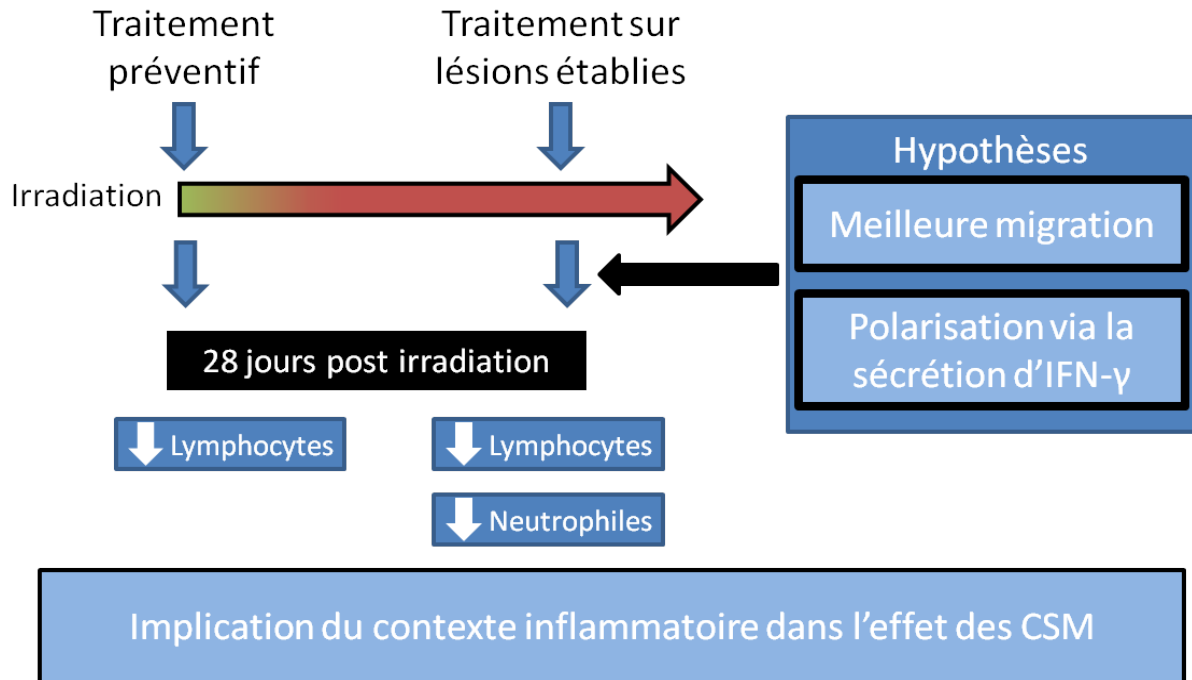 Traitement
préventif
Traitement sur
lésions établies
Irradiation
Hypothèses
Meilleure migration
Polarisation via la
sécrétion d'IFN-γ
28 jours post irradiation
Lymphocytes
Lymphocytes
Neutrophiles
Implication du contexte inflammatoire dans l'effet des CSM